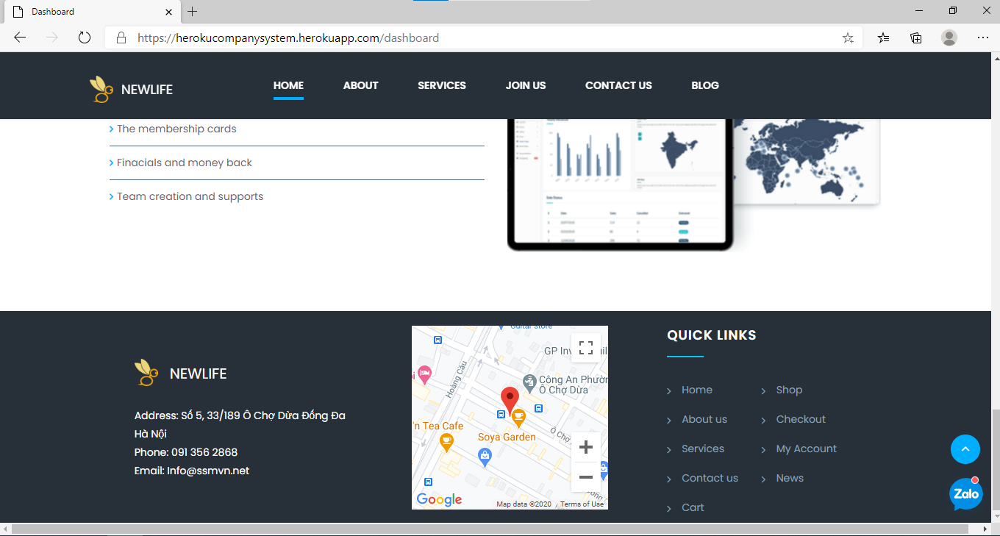 Dashboard
https://herokucompanysystem.herokuapp.com/dashboard
NEWLIFE
HOME
ABOUT
SERVICES
JOIN US
CONTACT US
BLOG
The membership cards
Finacials and money back
Team creation and supports
NEWLIFE
Address: Số 5, 33/189 Ô Chợ Dừa Đống Đa
Hà Nội
Phone: 091 356 2868
Email: Info@ssmvn.net
Guitar store
GP Inv
Hoàng Cầu
Công An Phườn
Ô Chợ Dừa
'n Tea Cafe
Soya Garden
Ô Chợ
Google
Map data ©2020
Terms of Use
QUICK LINKS
Home
Shop
About us
Checkout
Services
My Account
Contact us
News
Cart
Zalo